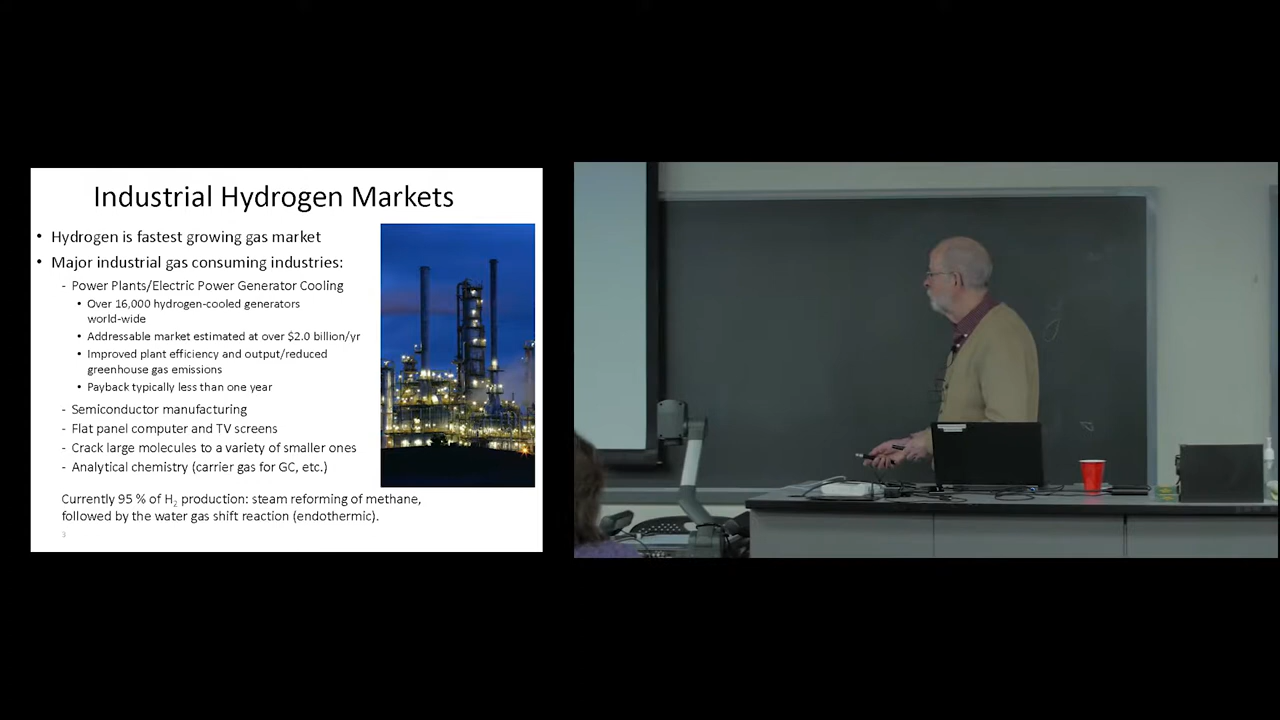 Industrial Hydrogen Markets
• Hydrogen is fastest growing gas market
• Major industrial gas consuming industries:
- Power Plants/Electric Power Generator Cooling
• Over 16,000 hydrogen-cooled generators
world-wide
• Addressable market estimated at over $2.0 billion/yr
• Improved plant efficiency and output/reduced
greenhouse gas emissions
• Payback typically less than one year
- Semiconductor manufacturing
- Flat panel computer and TV screens
- Crack large molecules to a variety of smaller ones
- Analytical chemistry (carrier gas for GC, etc.)
Currently 95 % of H₂ production: steam reforming of methane,
followed by the water gas shift reaction (endothermic).
3